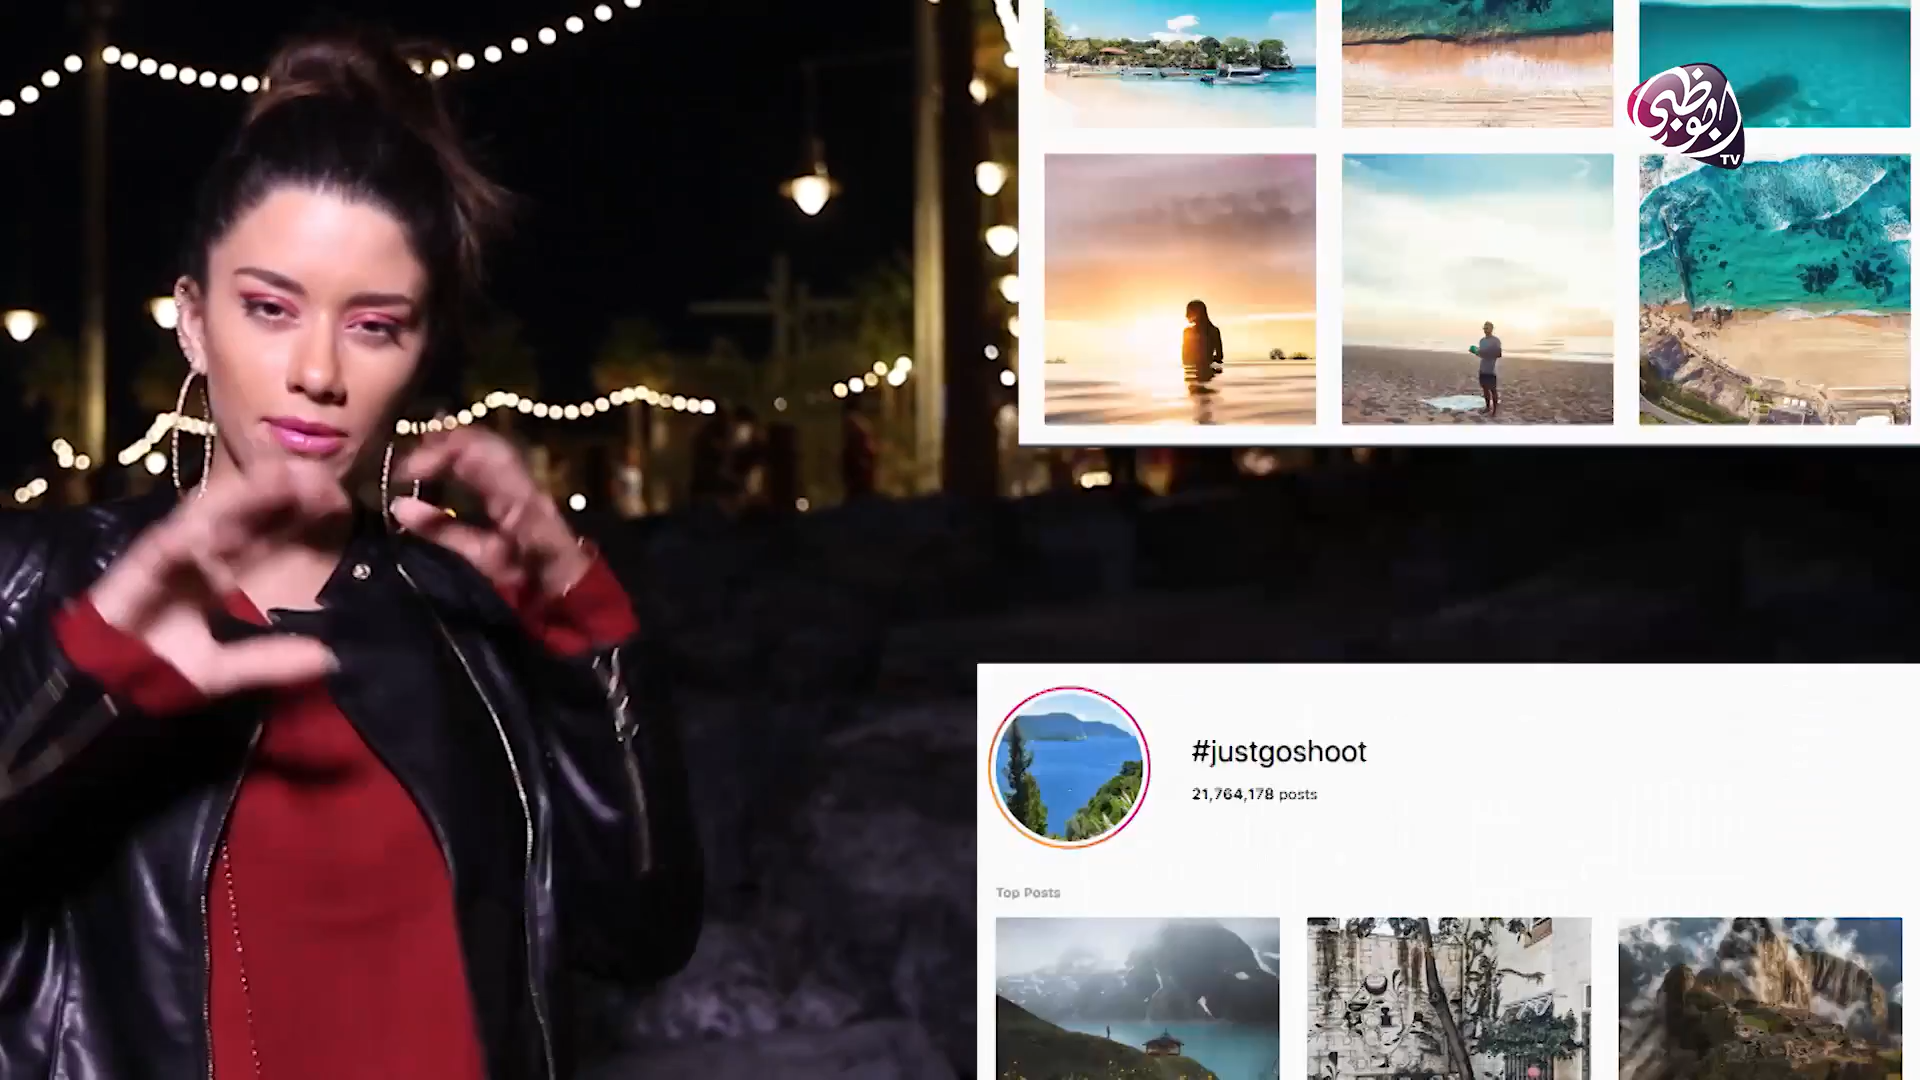 أبوظبي
TV
#justgoshoot
21,764,178 posts
Top Posts